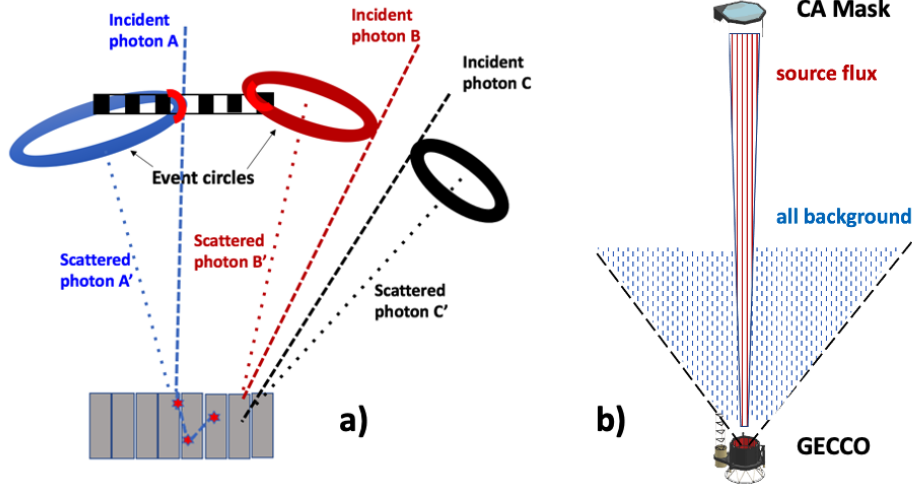 Incident
photon A
Incident
photon B
Incident
photon C
Event circles
Scattered
photon A’
Scattered
photon B’
Scattered
photon C’
a)
CA Mask
source flux
all background
b)
GECCO